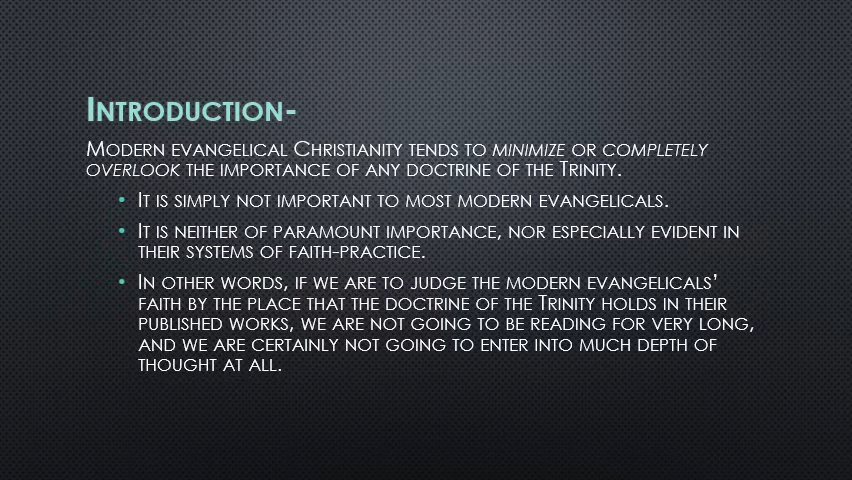 Introduction-
Modern evangelical Christianity tends to minimize or completely
overlook the importance of any doctrine of the Trinity.
• It is simply not important to most modern evangelicals.
• It is neither of paramount importance, nor especially evident in
their systems of faith-practice.
• In other words, if we are to judge the modern evangelicals’
faith by the place that the doctrine of the Trinity holds in their
published works, we are not going to be reading for very long,
and we are certainly not going to enter into much depth of
thought at all.